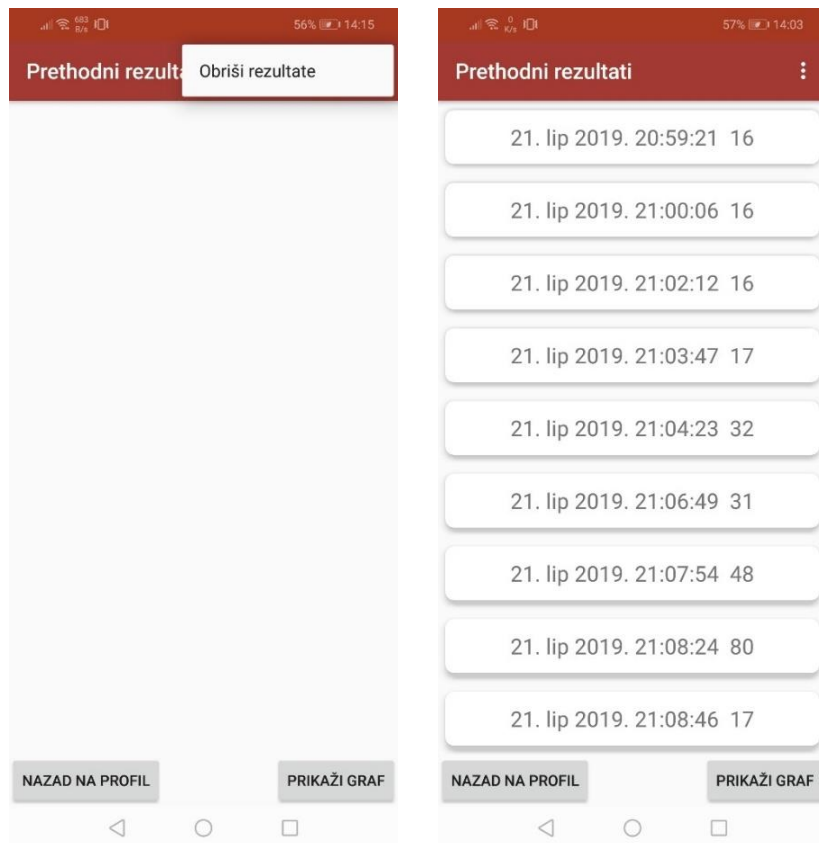 683 B/s 56% 14:15
Prethodni rezulta
Obriši rezultate
NAZAD NA PROFIL PRIKAŽI GRAF
0 K/s 57% 14:03
Prethodni rezultati
21. lip 2019. 20:59:21 16
21. lip 2019. 21:00:06 16
21. lip 2019. 21:02:12 16
21. lip 2019. 21:03:47 17
21. lip 2019. 21:04:23 32
21. lip 2019. 21:06:49 31
21. lip 2019. 21:07:54 48
21. lip 2019. 21:08:24 80
21. lip 2019. 21:08:46 17
NAZAD NA PROFIL PRIKAŽI GRAF